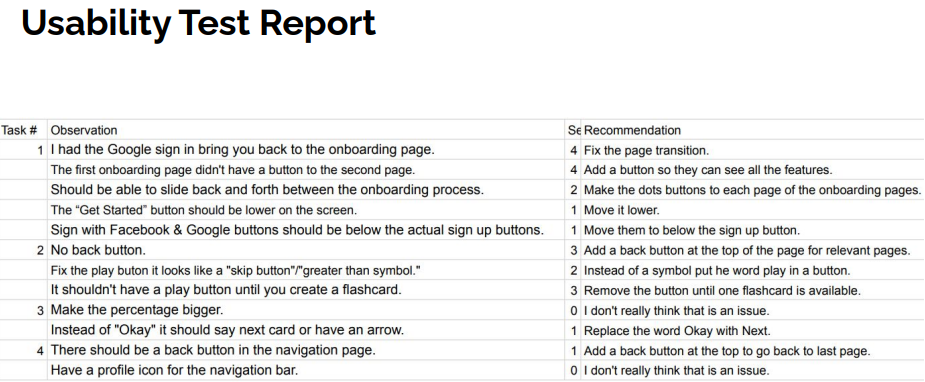 Usability Test Report
Task # Observation Se Recommendation
1 I had the Google sign in bring you back to the onboarding page. 4 Fix the page transition.
The first onboarding page didn't have a button to the second page. 4 Add a button so they can see all the features.
Should be able to slide back and forth between the onboarding process. 2 Make the dots buttons to each page of the onboarding pages.
The “Get Started” button should be lower on the screen. 1 Move it lower.
Sign with Facebook & Google buttons should be below the actual sign up buttons. 1 Move them to below the sign up button.
2 No back button. 3 Add a back button at the top of the page for relevant pages.
Fix the play buton it looks like a "skip button"/"greater than symbol." 2 Instead of a symbol put he word play in a button.
It shouldn't have a play button until you create a flashcard. 3 Remove the button until one flashcard is available.
3 Make the percentage bigger. 0 I don't really think that is an issue.
Instead of "Okay" it should say next card or have an arrow. 1 Replace the word Okay with Next.
4 There should be a back button in the navigation page. 1 Add a back button at the top to go back to last page.
Have a profile icon for the navigation bar. 0 I don't really think that is an issue.